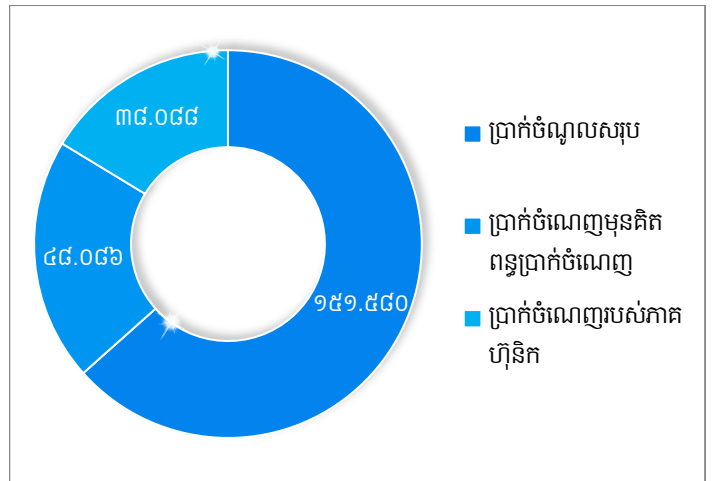 ៣៨.០៨៨
៤៨.០៨៦
១៥១.៥៨០
ប្រាក់ចំណូលសរុប
ប្រាក់ចំណេញមុនគិត
ពន្ធប្រាក់ចំណេញ
ប្រាក់ចំណេញរបស់ភាគ
ហ៊ុនិក